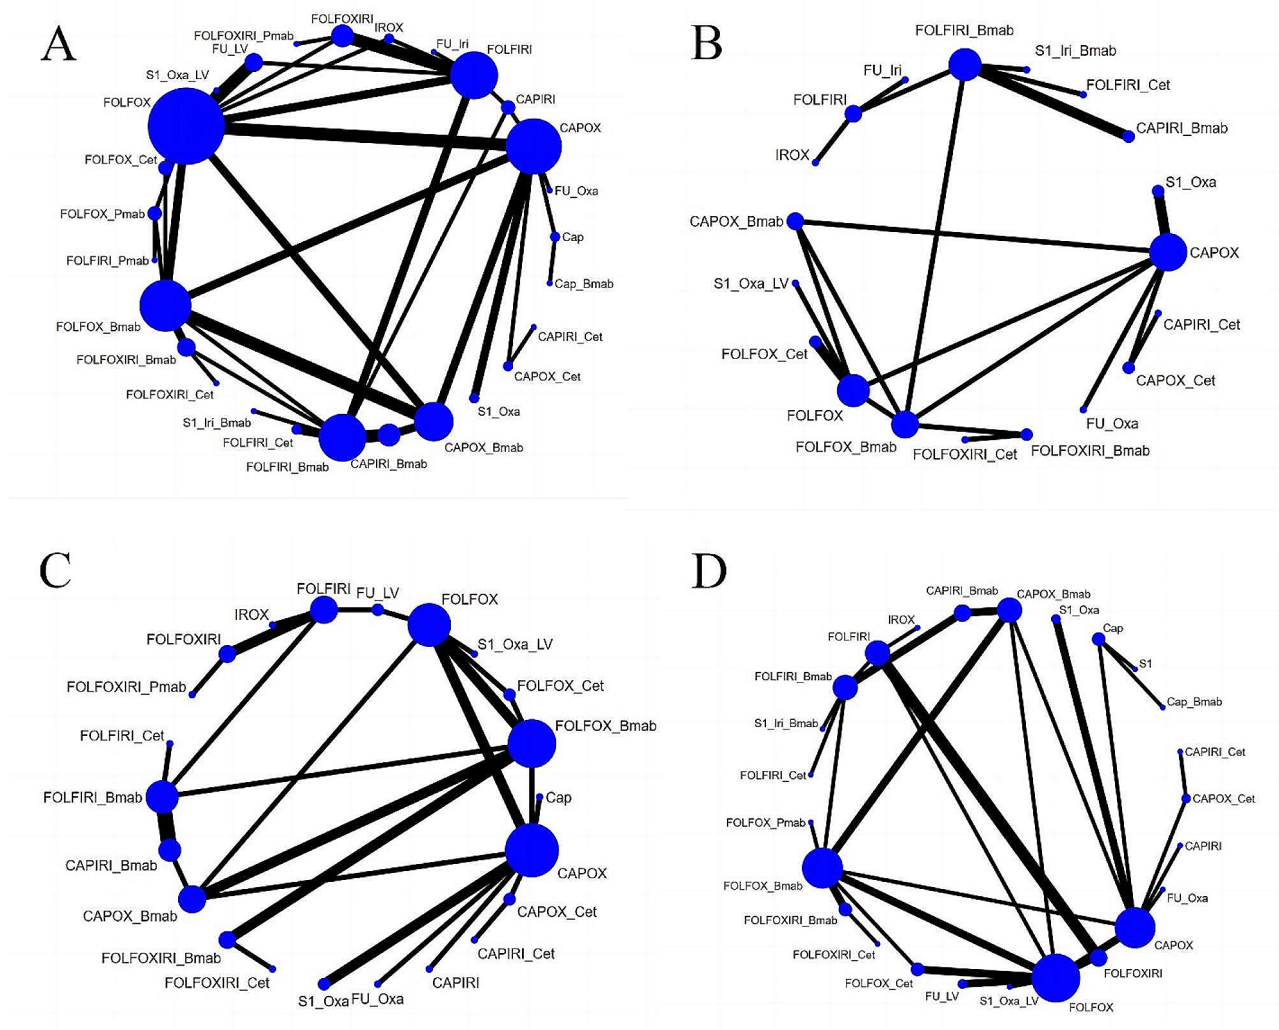 A
FOLFOXIRI
IROX
FOLFOXIRI_Pmab
FU_Iri
FU_LV
FOLFIRI
S1_Oxa_LV
FOLFOX
CAPIRI
CAPOX
FOLFOX_Cet
FU_Oxa
FOLFOX_Pmab
Cap
FOLFIRI_Pmab
Cap_Bmab
FOLFOX_Bmab
CAPIRI_Cet
FOLFOXIRI_Bmab
CAPOX_Cet
FOLFOXIRI_Cet
S1_Oxa
S1_Iri_Bmab
FOLFIRI_Cet
CAPOX_Bmab
FOLFIRI_Bmab
CAPIRI_Bmab
B
FOLFIRI_Bmab
S1_Iri_Bmab
FU_Iri
FOLFIRI_Cet
FOLFIRI
CAPIRI_Bmab
IROX
S1_Oxa
CAPOX_Bmab
CAPOX
S1_Oxa_LV
CAPIRI_Cet
FOLFOX_Cet
CAPOX_Cet
FOLFOX
FU_Oxa
FOLFOX_Bmab
FOLFOXIRI_Cet
FOLFOXIRI_Bmab
C
FOLFIRI
FU_LV
FOLFOX
IROX
FOLFOXIRI
S1_Oxa_LV
FOLFOXIRI_Pmab
FOLFOX_Cet
FOLFOX_Bmab
FOLFIRI_Cet
FOLFIRI_Bmab
Cap
CAPIRI_Bmab
CAPOX
CAPOX_Bmab
CAPOX_Cet
FOLFOXIRI_Bmab
CAPIRI_Cet
FOLFOXIRI_Cet
CAPIRI
S1_Oxa
FU_Oxa
D
CAPIRI_Bmab
CAPOX_Bmab
S1_Oxa
IROX
Cap
FOLFIRI
S1
FOLFIRI_Bmab
Cap_Bmab
S1_Iri_Bmab
CAPIRI_Cet
FOLFIRI_Cet
CAPOX_Cet
FOLFOX_Pmab
CAPIRI
FOLFOX_Bmab
FU_Oxa
FOLFOXIRI_Bmab
CAPOX
FOLFOXIRI_Cet
FOLFOXIRI
FOLFOX_Cet
FU_LV
S1_Oxa_LV
FOLFOX